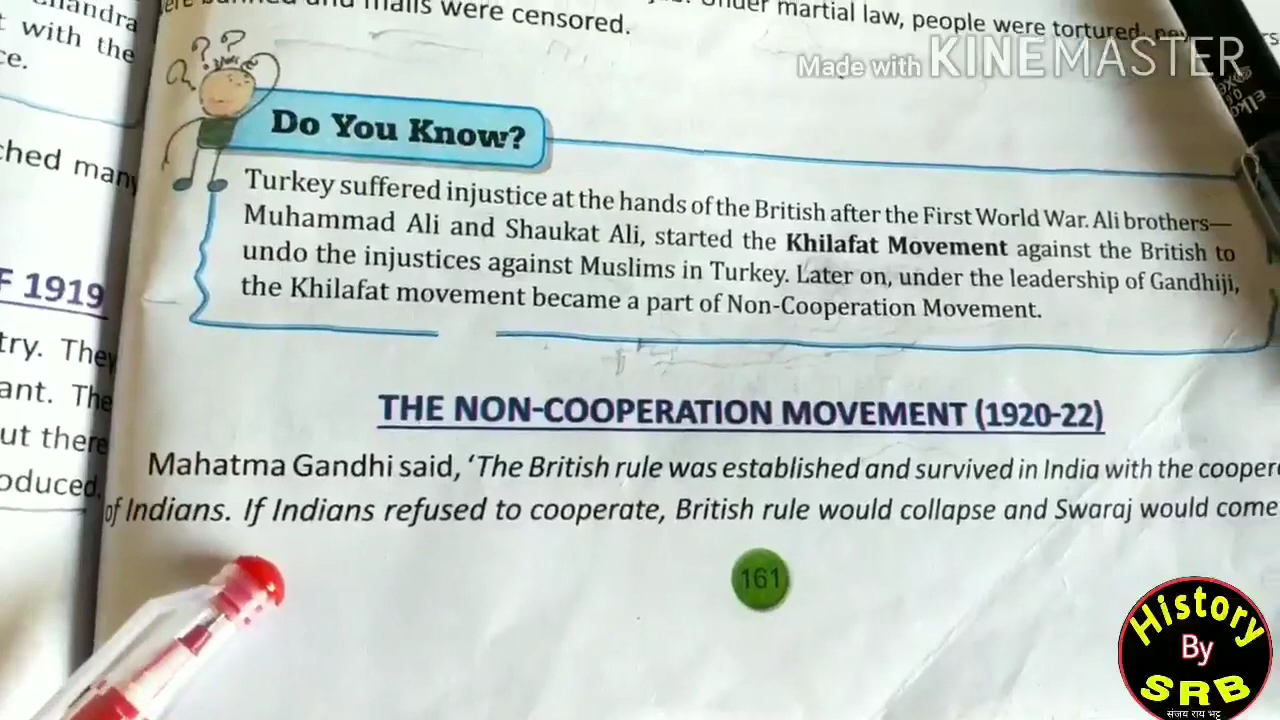 handra
with the
ce.
ched many
F 1919
try. They
ant. The
ut there
oduced.
and mails were censored.
Under martial law, people were tortured,
Made with KINEMASTER
Do You Know?
Turkey suffered injustice at the hands of the British after the First World War. Ali brothers—
Muhammad Ali and Shaukat Ali, started the Khilafat Movement against the British to
undo the injustices against Muslims in Turkey. Later on, under the leadership of Gandhiji,
the Khilafat movement became a part of Non-Cooperation Movement.
THE NON-COOPERATION MOVEMENT (1920-22)
Mahatma Gandhi said, ‘The British rule was established and survived in India with the cooper
of Indians. If Indians refused to cooperate, British rule would collapse and Swaraj would come
161
History
By
SRB
संजय राय भट्ट